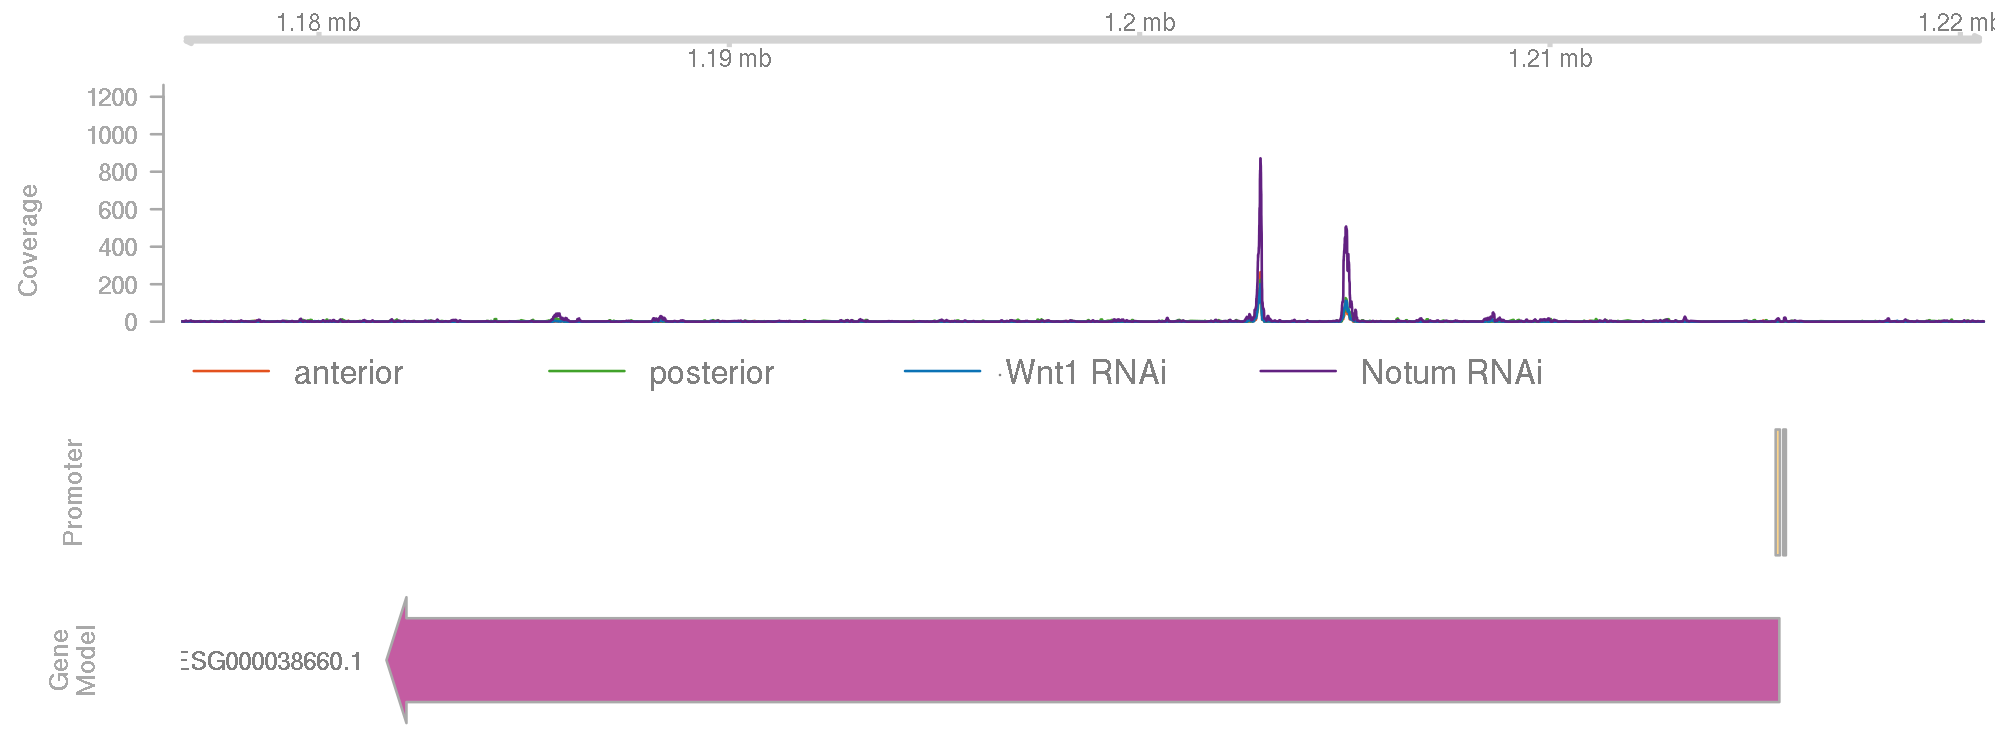 1.18 mb
1.2 mb
1.22 mb
1.19 mb
1.21 mb
Coverage
1200
1000
800
600
400
200
0
anterior
posterior
Wnt1 RNAi
Notum RNAi
Promoter
Gene
Model
ESG000038660.1